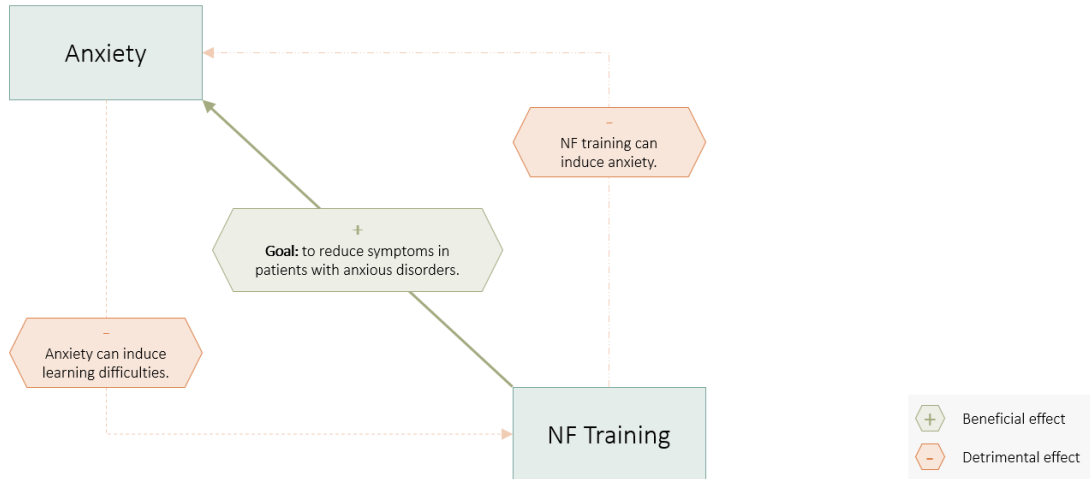 Anxiety
-
NF training can
induce anxiety.
+
Goal: to reduce symptoms in
patients with anxious disorders.
-
Anxiety can induce
learning difficulties.
NF Training
+ Beneficial effect
- Detrimental effect